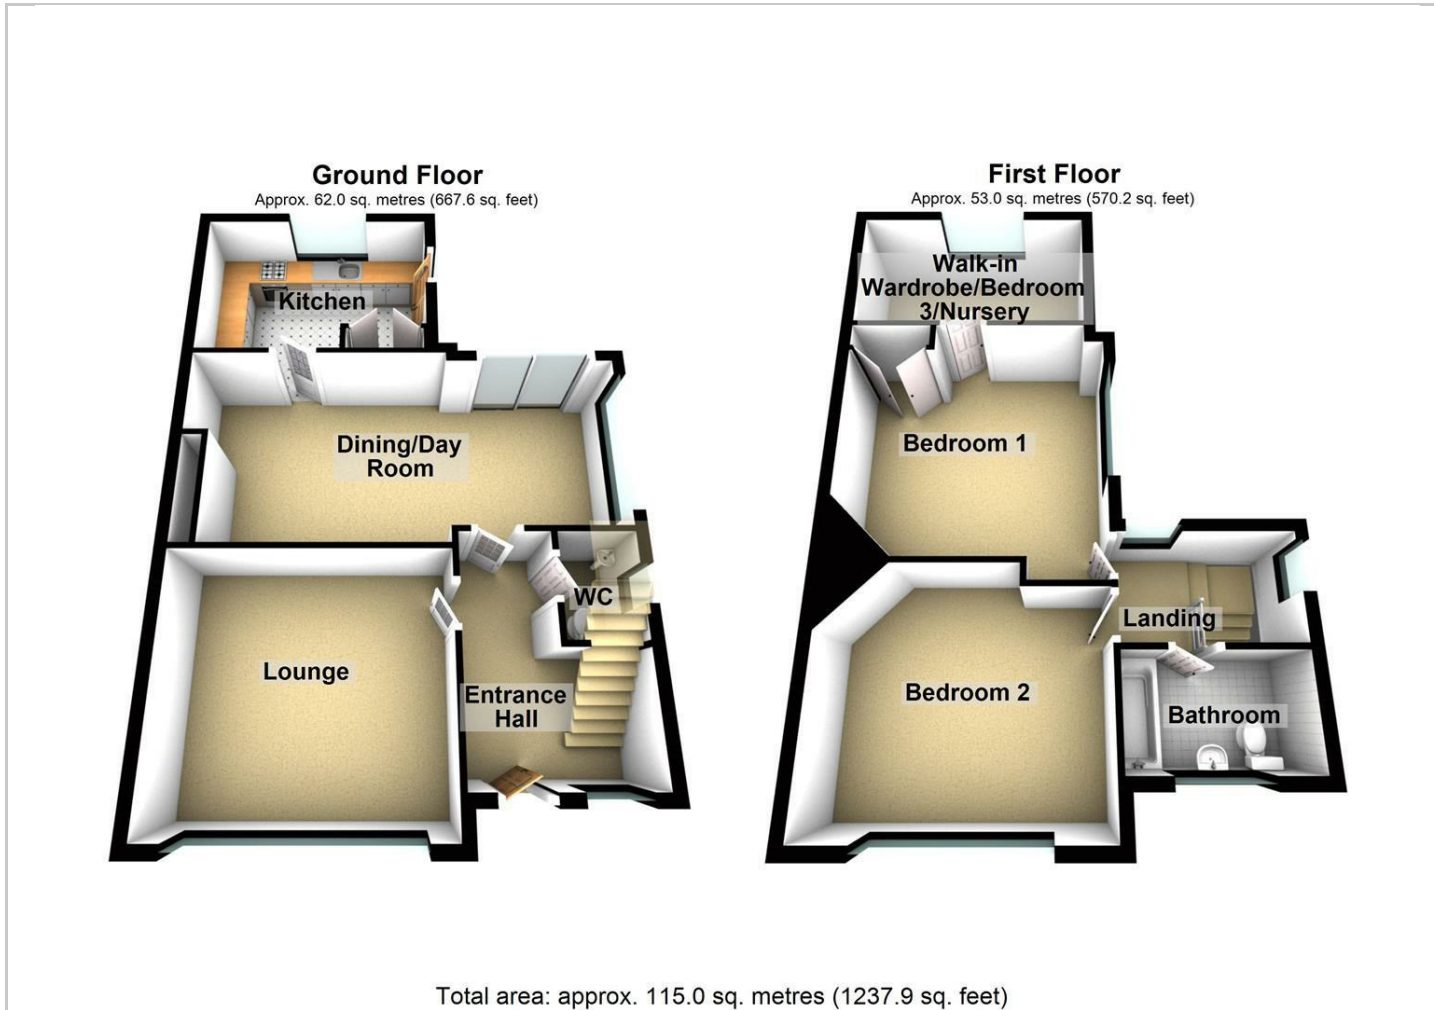 Ground Floor
Approx. 62.0 sq. metres (667.6 sq. feet)
Kitchen
Dining/Day
Room
WC
Lounge
Entrance
Hall
First Floor
Approx. 53.0 sq. metres (570.2 sq. feet)
Walk-in
Wardrobe/Bedroom
3/Nursery
Bedroom 1
Landing
Bedroom 2
Bathroom
Total area: approx. 115.0 sq. metres (1237.9 sq. feet)